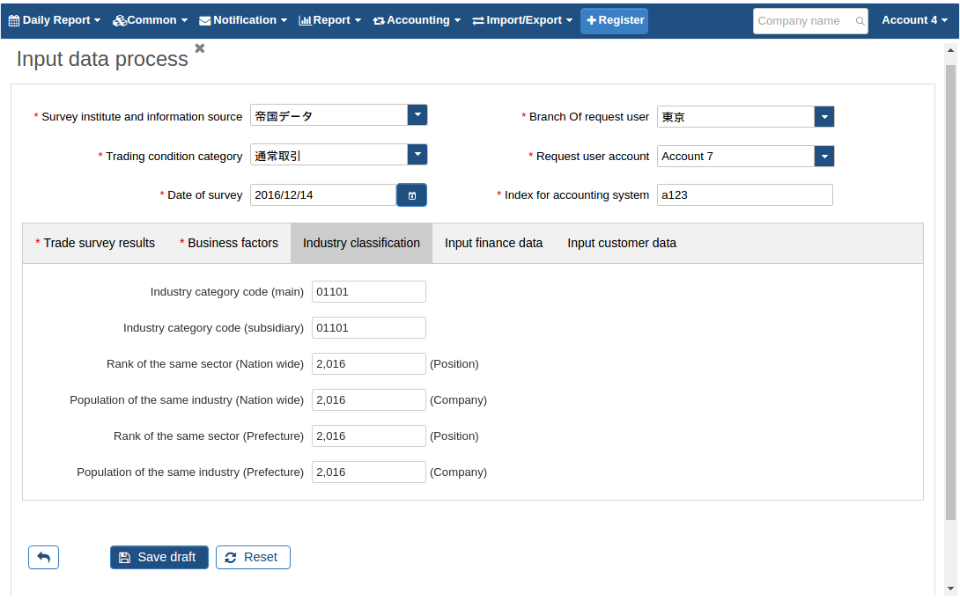 Daily Report Common Notification Report Accounting Import/Export Register Company name Account 4
Input data process
* Survey institute and information source 帝国データ * Branch Of request user 東京
* Trading condition category 通常取引 * Request user account Account 7
* Date of survey 2016/12/14 * Index for accounting system a123
* Trade survey results * Business factors Industry classification Input finance data Input customer data
Industry category code (main) 01101
Industry category code (subsidiary) 01101
Rank of the same sector (Nation wide) 2,016 (Position)
Population of the same industry (Nation wide) 2,016 (Company)
Rank of the same sector (Prefecture) 2,016 (Position)
Population of the same industry (Prefecture) 2,016 (Company)
Save draft Reset